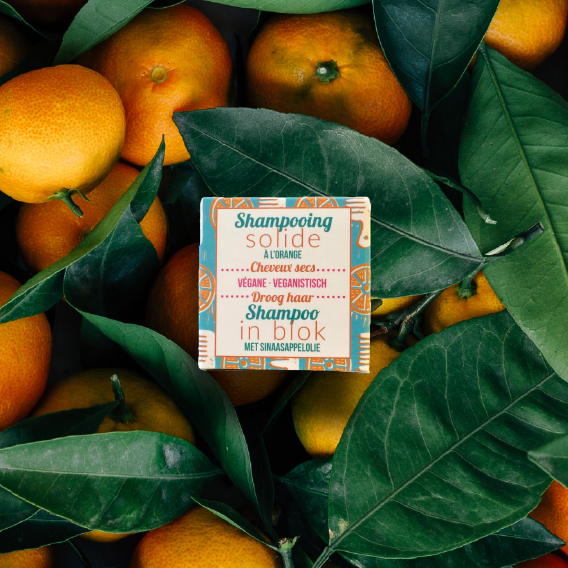 Shampooing
solide
À L'ORANGE
Cheveux secs
VÉGANE - VEGANISTISCH
Droog haar
Shampoo
in blok
MET SINAASAPPELOLIE